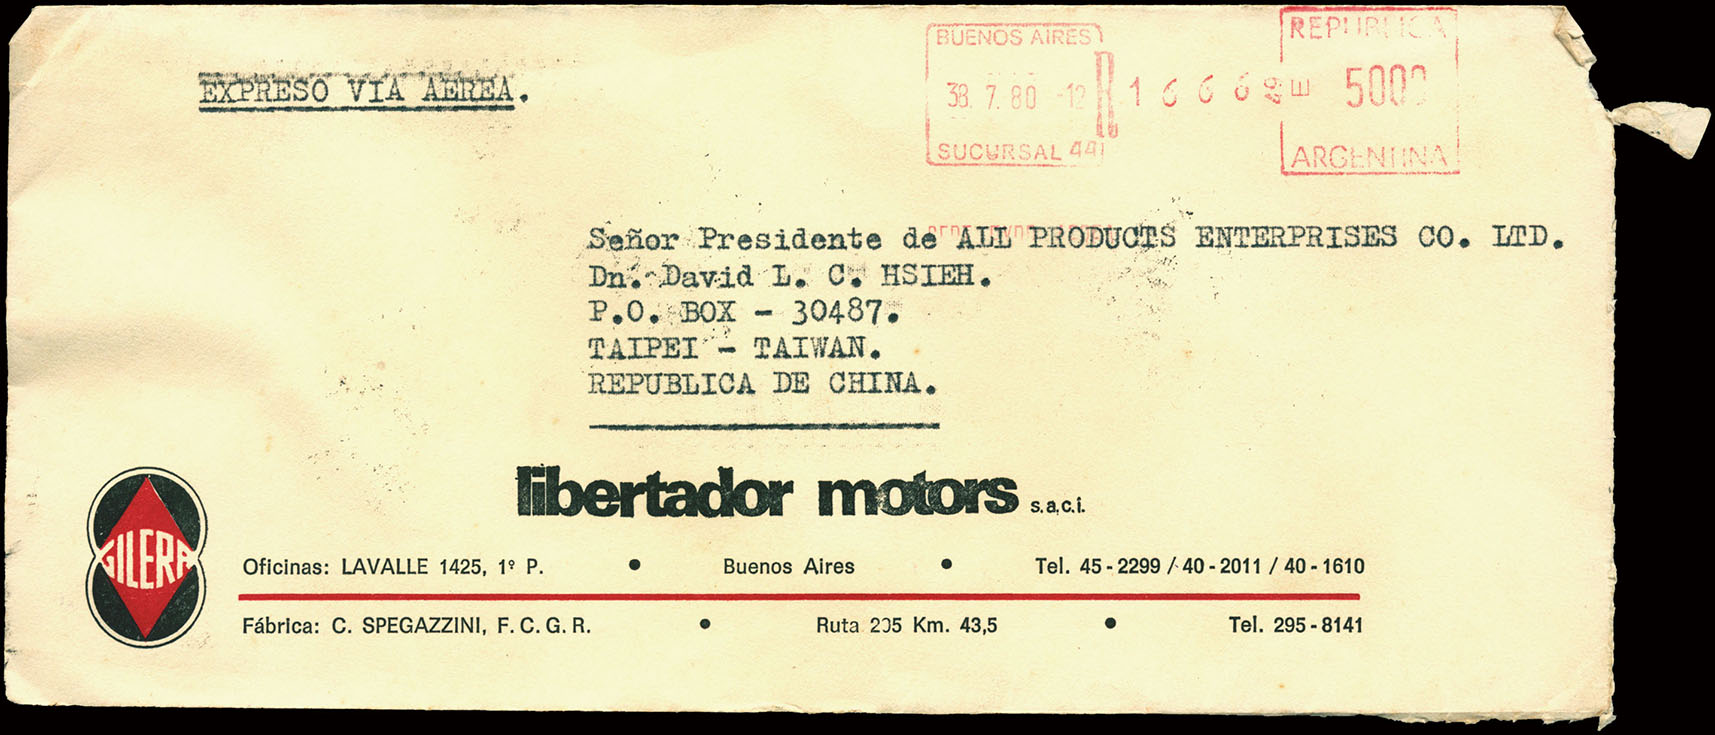 BUENOS AIRES
38. 7. 80 -12
SUCURSAL 44
R 16669 E
REPUBLICA
5000
ARGENTINA
EXPRESO VIA AEREA.
Señor Presidente de ALL PRODUCTS ENTERPRISES CO. LTD.
Dn. David L. C. HSIEH.
P.O. BOX - 30487.
TAIPEI - TAIWAN.
REPUBLICA DE CHINA.
libertador motors s.a.c.i.
GILERA
Oficinas: LAVALLE 1425, 1º P. • Buenos Aires • Tel. 45-2299 / 40-2011 / 40-1610
Fábrica: C. SPEGAZZINI, F. C. G. R. • Ruta 205 Km. 43,5 • Tel. 295-8141